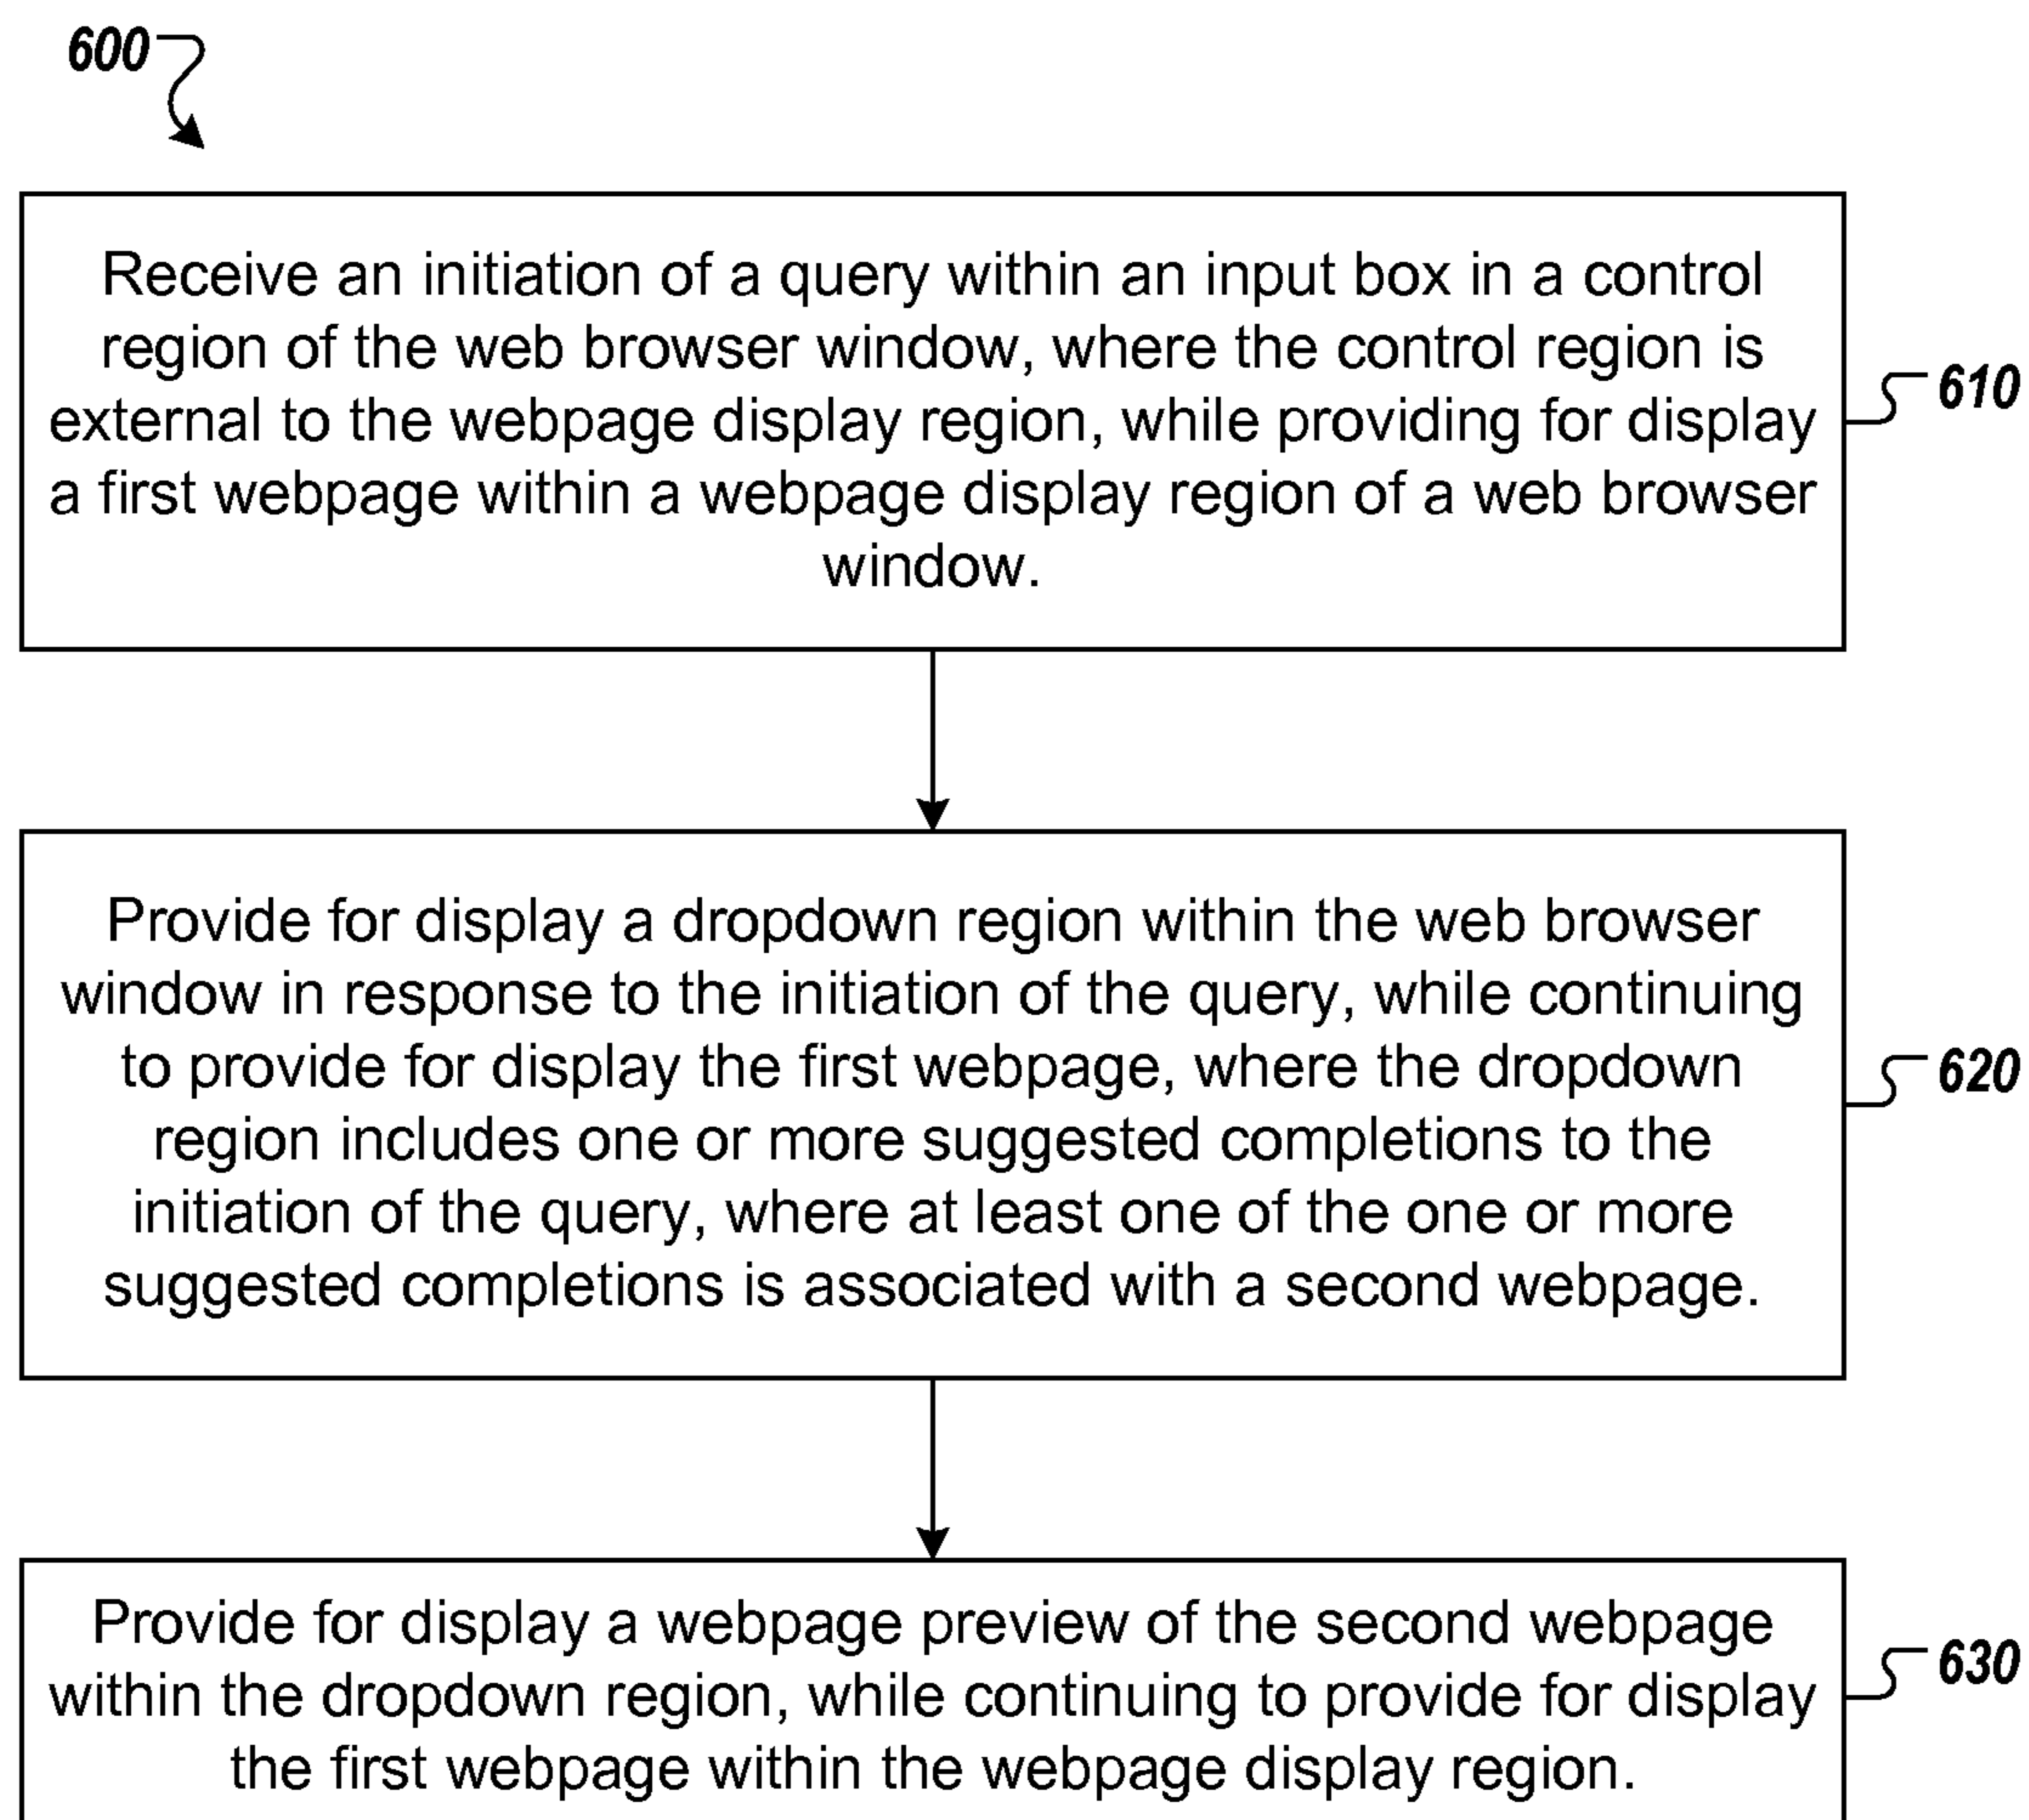 600
Receive an initiation of a query within an input box in a control
region of the web browser window, where the control region is
external to the webpage display region, while providing for display
a first webpage within a webpage display region of a web browser
window.
610
Provide for display a dropdown region within the web browser
window in response to the initiation of the query, while continuing
to provide for display the first webpage, where the dropdown
region includes one or more suggested completions to the
initiation of the query, where at least one of the one or more
suggested completions is associated with a second webpage.
620
Provide for display a webpage preview of the second webpage
within the dropdown region, while continuing to provide for display
the first webpage within the webpage display region.
630